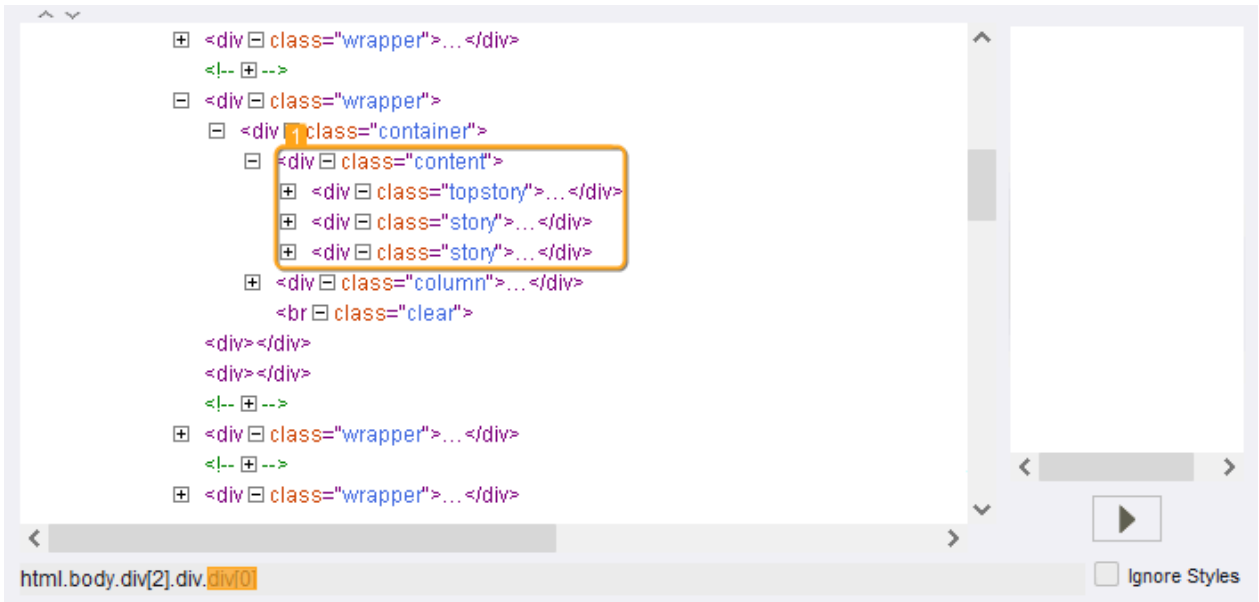 <div class="wrapper">...</div>
<!-- -->
<div class="wrapper">
<div class="container">
1
<div class="content">
<div class="topstory">...</div>
<div class="story">...</div>
<div class="story">...</div>
<div class="column">...</div>
<br class="clear">
<div></div>
<div></div>
<!-- -->
<div class="wrapper">...</div>
<!-- -->
<div class="wrapper">...</div>
html.body.div[2].div.div[0]
Ignore Styles